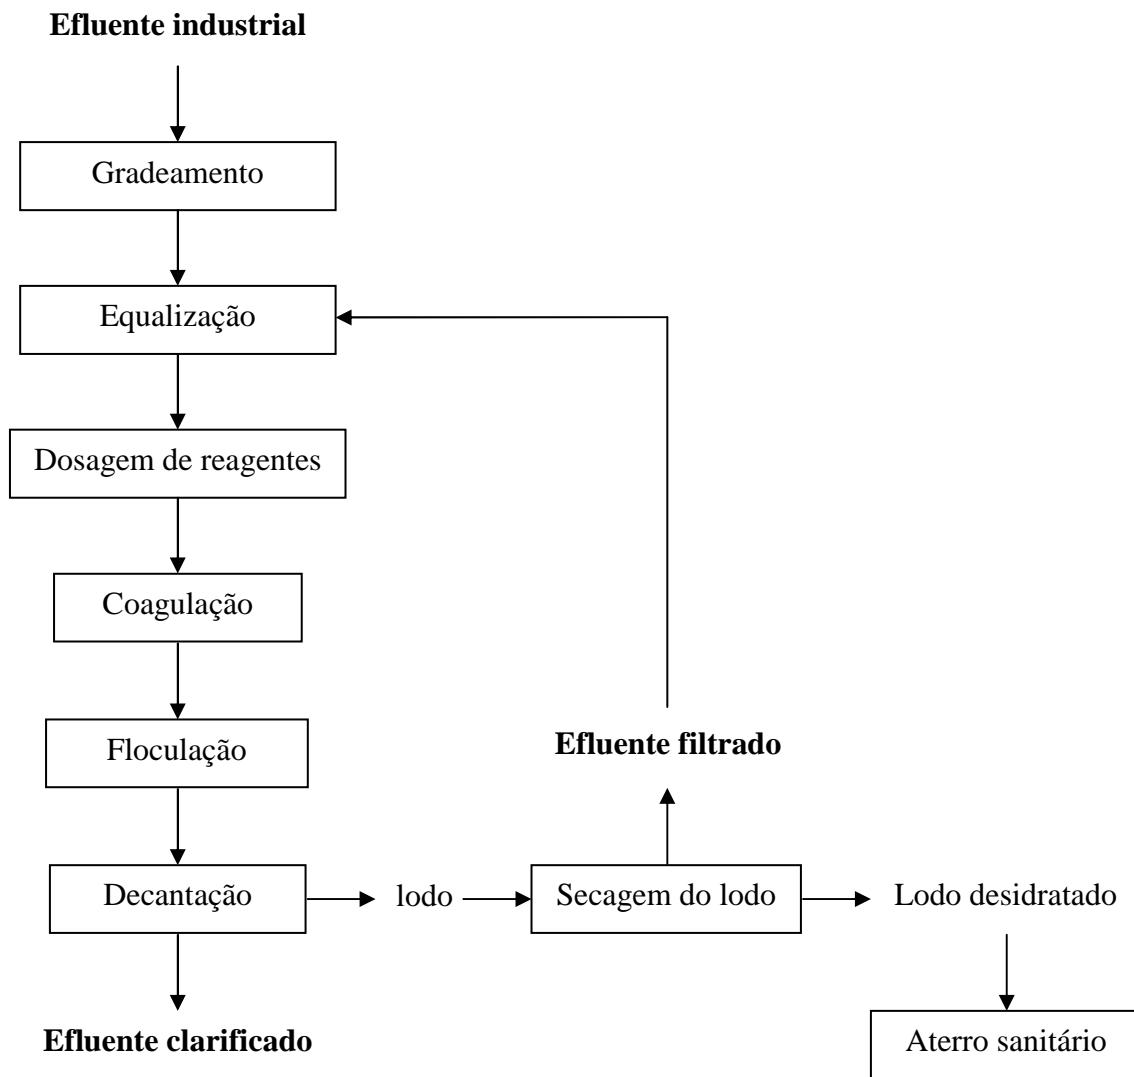 Efluente industrial
Gradeamento
Equalização
Dosagem de reagentes
Coagulação
Floculação
Efluente filtrado
Decantação
lodo
Secagem do lodo
Lodo desidratado
Efluente clarificado
Aterro sanitário